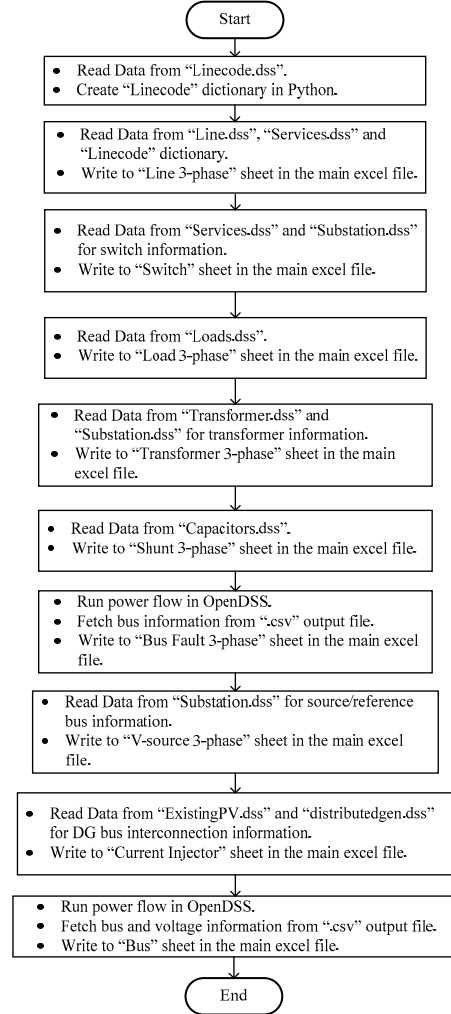 Start
• Read Data from “Linecode.dss”.
• Create “Linecode” dictionary in Python.
• Read Data from “Line.dss”, “Services.dss” and
“Linecode” dictionary.
• Write to “Line 3-phase” sheet in the main excel file.
• Read Data from “Services.dss” and “Substation.dss”
for switch information.
• Write to “Switch” sheet in the main excel file.
• Read Data from “Loads.dss”.
• Write to “Load 3-phase” sheet in the main excel file.
• Read Data from “Transformer.dss” and
“Substation.dss” for transformer information.
• Write to “Transformer 3-phase” sheet in the main
excel file.
• Read Data from “Capacitors.dss”.
• Write to “Shunt 3-phase” sheet in the main excel file.
• Run power flow in OpenDSS.
• Fetch bus information from “.csv” output file.
• Write to “Bus Fault 3-phase” sheet in the main excel
file.
• Read Data from “Substation.dss” for source/reference
bus information.
• Write to “V-source 3-phase” sheet in the main excel
file.
• Read Data from “ExistingPV.dss” and “distributedgen.dss”
for DG bus interconnection information.
• Write to “Current Injector” sheet in the main excel file.
• Run power flow in OpenDSS.
• Fetch bus and voltage information from “.csv” output file.
• Write to “Bus” sheet in the main excel file.
End